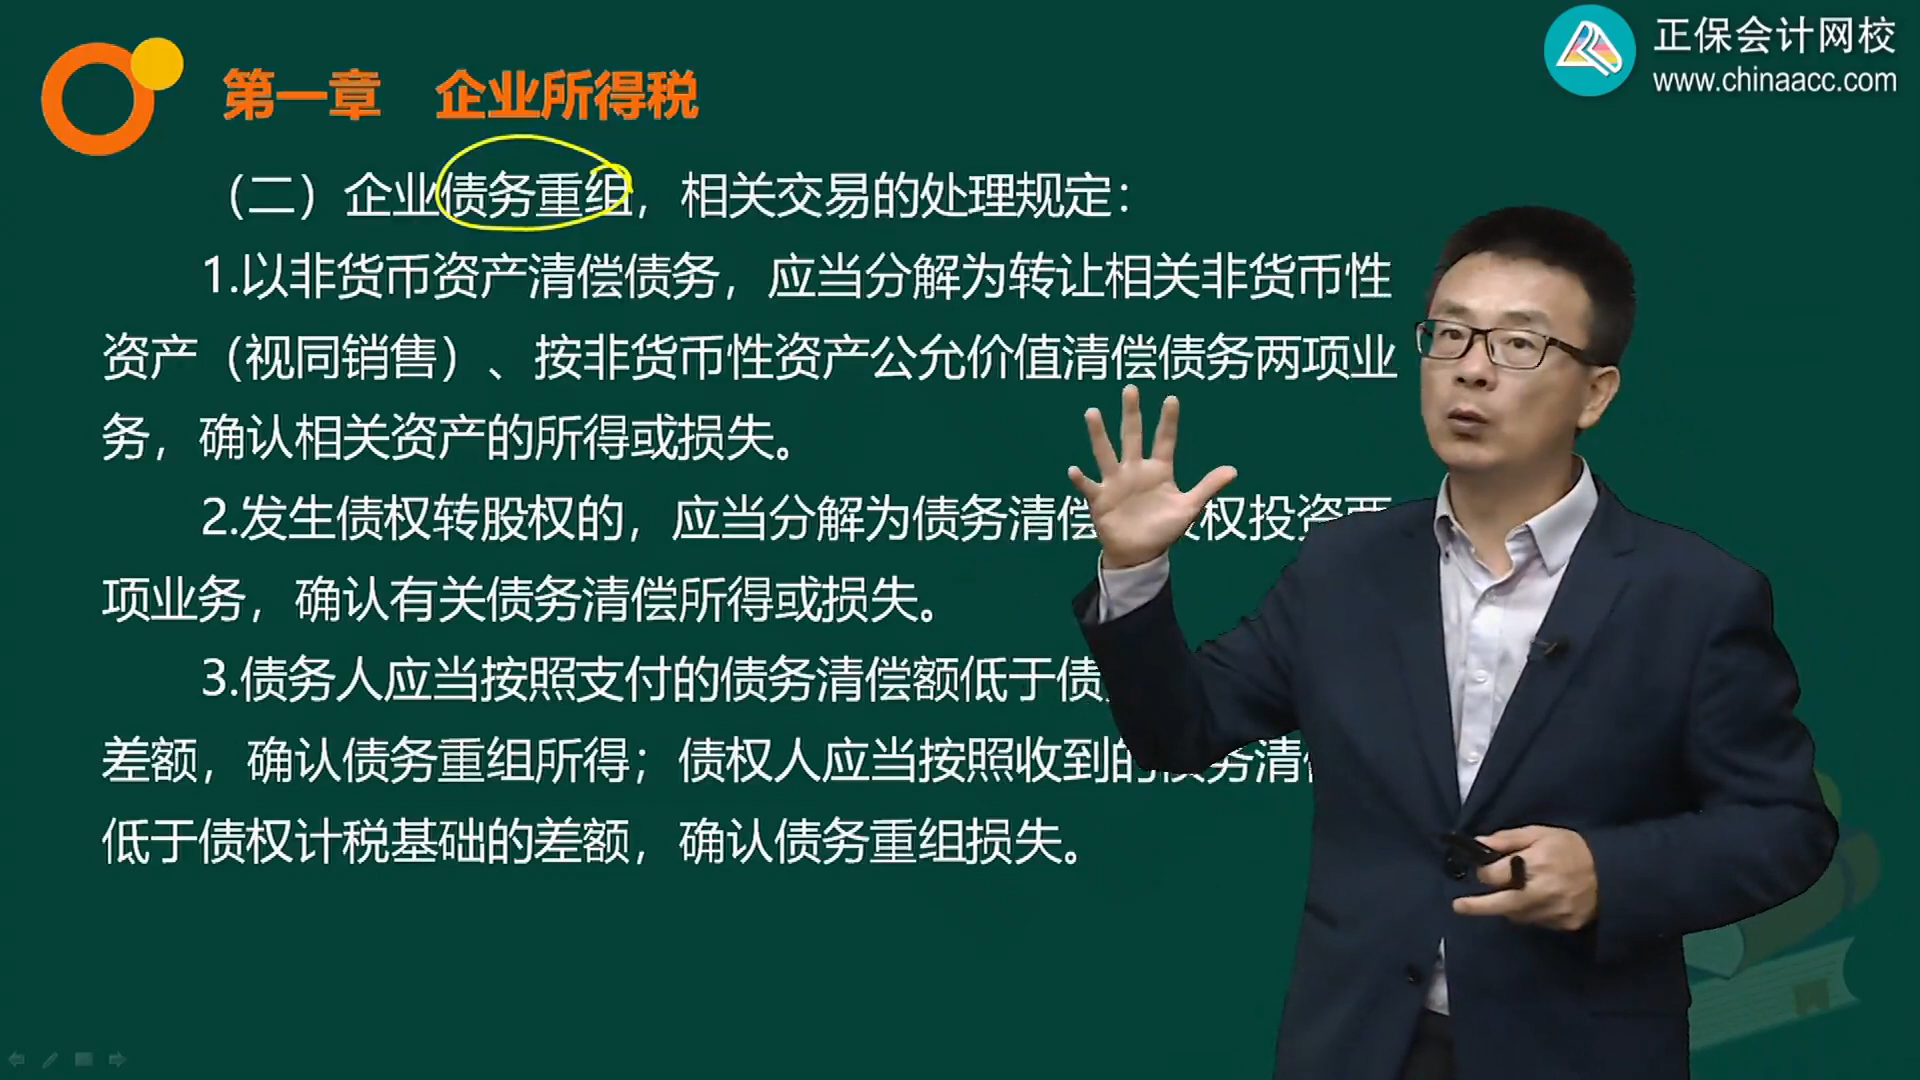 正保会计网校
www.chinaacc.com
第一章 企业所得税
（二）企业债务重组，相关交易的处理规定：
1.以非货币资产清偿债务，应当分解为转让相关非货币性
资产（视同销售）、按非货币性资产公允价值清偿债务两项业
务，确认相关资产的所得或损失。
2.发生债权转股权的，应当分解为债务清偿 权投资两
项业务，确认有关债务清偿所得或损失。
3.债务人应当按照支付的债务清偿额低于债
差额，确认债务重组所得；债权人应当按照收到的债务清偿
低于债权计税基础的差额，确认债务重组损失。